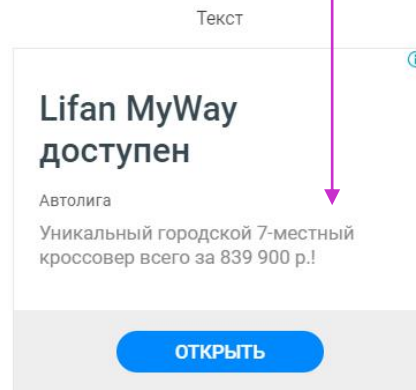 Текст
Lifan MyWay
доступен
Автолига
Уникальный городской 7-местный
кроссовер всего за 839 900 р.!
ОТКРЫТЬ